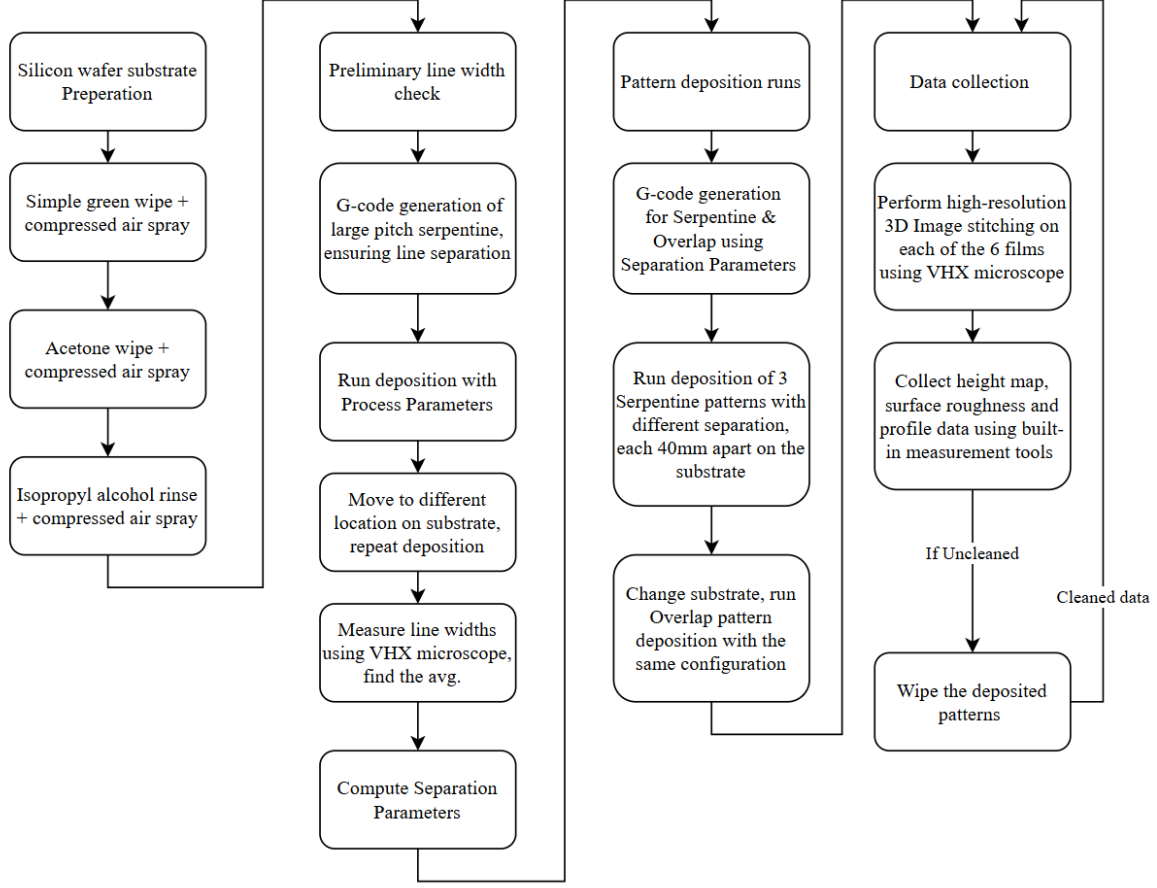 Silicon wafer substrate
Preperation
Simple green wipe +
compressed air spray
Acetone wipe +
compressed air spray
Isopropyl alcohol rinse
+ compressed air spray
Preliminary line width
check
G-code generation of
large pitch serpentine,
ensuring line separation
Run deposition with
Process Parameters
Move to different
location on substrate,
repeat deposition
Measure line widths
using VHX microscope,
find the avg.
Compute Separation
Parameters
Pattern deposition runs
G-code generation
for Serpentine &
Overlap using
Separation Parameters
Run deposition of 3
Serpentine patterns with
different separation,
each 40mm apart on the
substrate
Change substrate, run
Overlap pattern
deposition with the
same configuration
Data collection
Perform high-resolution
3D Image stitching on
each of the 6 films
using VHX microscope
Collect height map,
surface roughness and
profile data using built-
in measurement tools
If Uncleaned
Cleaned data
Wipe the deposited
patterns